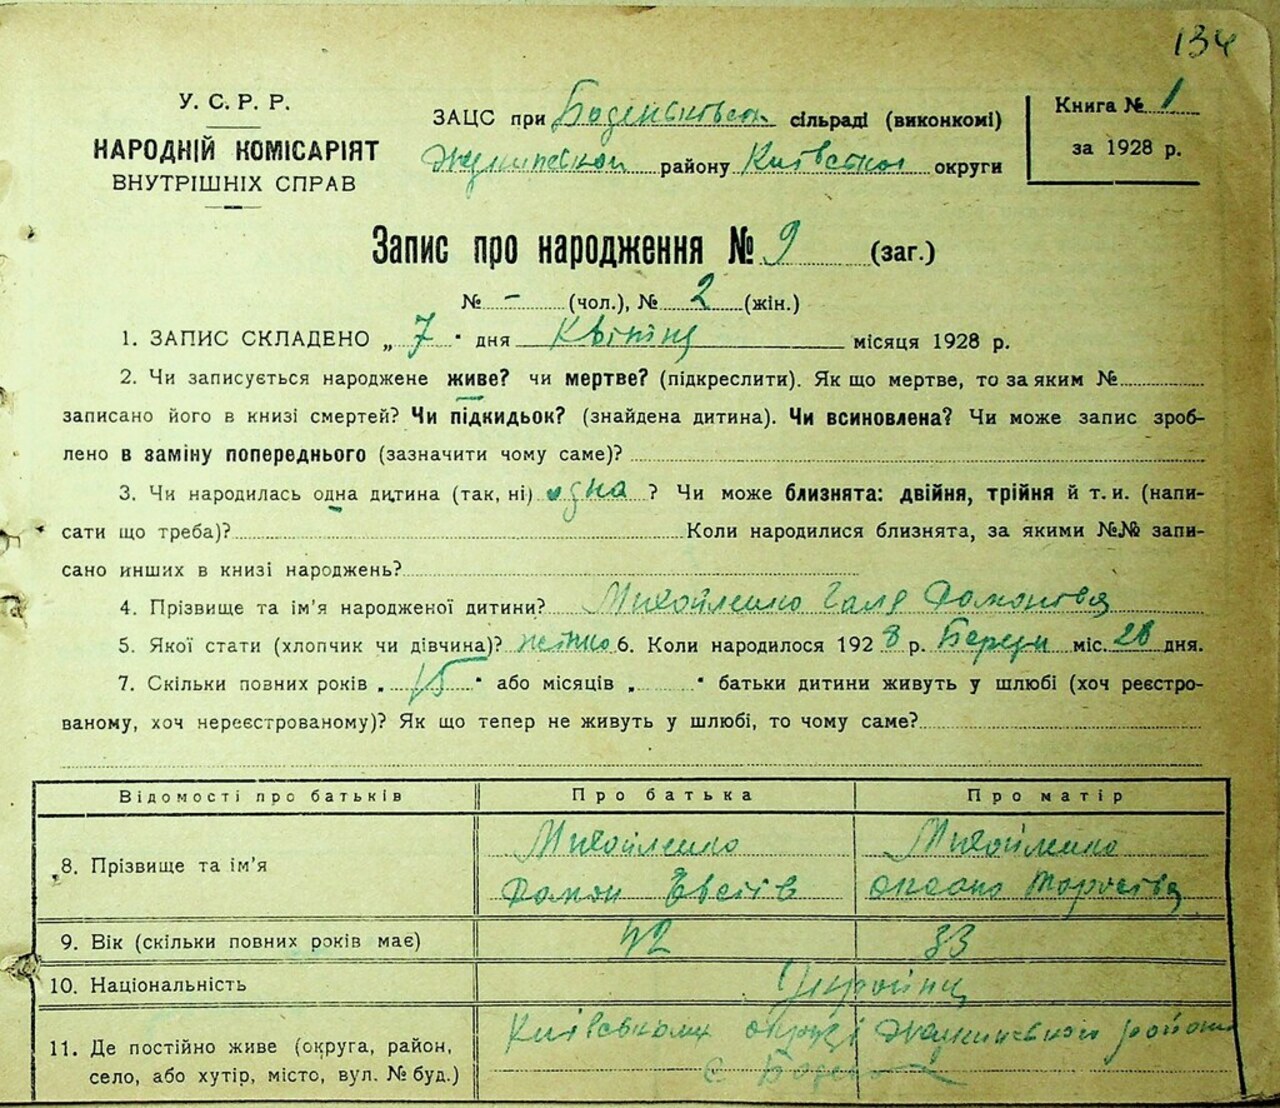 134
У. С. Р. Р.
НАРОДНІЙ КОМІСАРІЯТ
ВНУТРІШНІХ СПРАВ
ЗАЦС при Боденьковск сільраді (виконкомі)
району Київської округи
Книга № 1
за 1928 р.
Запис про народження № 9 (заг.)
№ - (чол.), № 2 (жін.)
1. ЗАПИС СКЛАДЕНО „ 7 " дня Квітня місяця 1928 р.
2. Чи записується народжене живе? чи мертве? (підкреслити). Як що мертве, то за яким №
записано його в книзі смертей? Чи підкидьок? (знайдена дитина). Чи всиновлена? Чи може запис зроб-
лено в заміну попереднього (зазначити чому саме)?
3. Чи народилась одна дитина (так, ні) одна ? Чи може близнята: двійня, трійня й т. и. (напи-
сати що треба)? Коли народилися близнята, за якими №№ запи-
сано инших в книзі народжень?
4. Прізвище та ім'я народженої дитини? Михайленко Галя
5. Якої стати (хлопчик чи дівчина)? 6. Коли народилося 1928 р. міс. 28 дня.
7. Скільки повних років „ 15 " або місяців „ " батьки дитини живуть у шлюбі (хоч реєстро-
ваному, хоч нереєстрованому)? Як що тепер не живуть у шлюбі, то чому саме?
Відомості про батьків Про батька Про матір
8. Прізвище та ім'я Михайленко Михайленко
Дамон Евстів
9. Вік (скільки повних років має) 42 33
10. Національність
11. Де постійно живе (округа, район,
село, або хутір, місто, вул. № буд.)